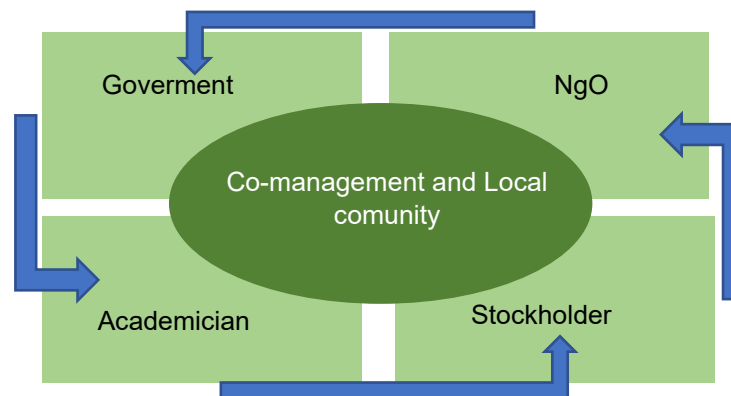 Goverment
NgO
Co-management and Local
comunity
Academician
Stockholder